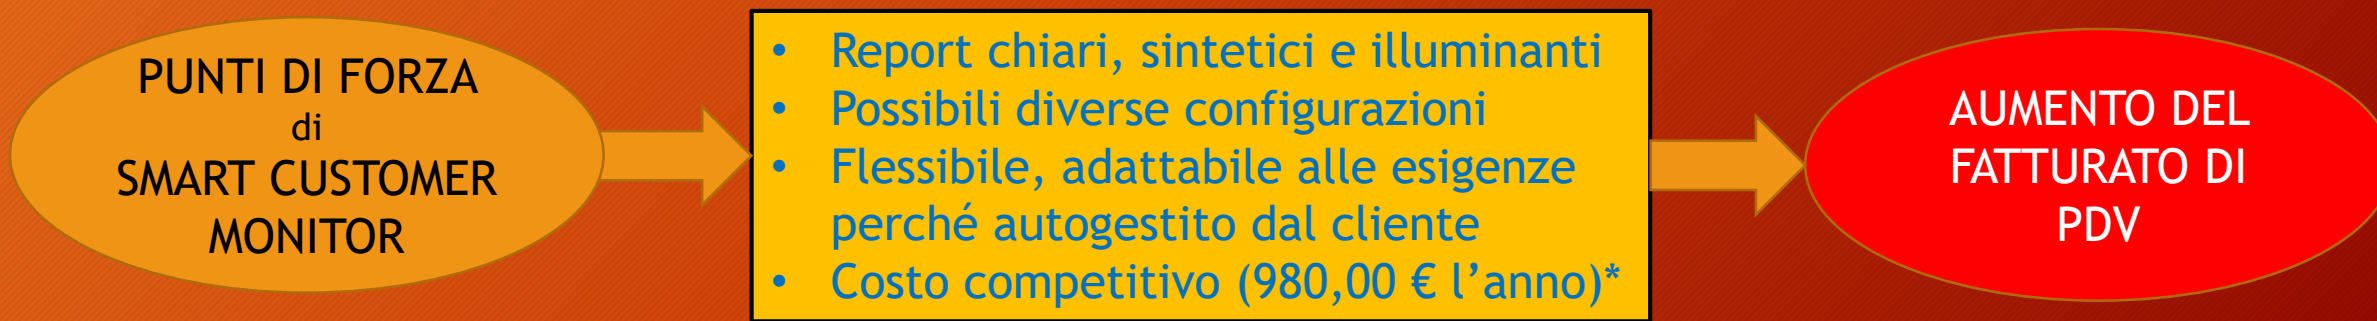 PUNTI DI FORZA
di
SMART CUSTOMER
MONITOR
• Report chiari, sintetici e illuminanti
• Possibili diverse configurazioni
• Flessibile, adattabile alle esigenze
perché autogestito dal cliente
• Costo competitivo (980,00 € l’anno)*
AUMENTO DEL
FATTURATO DI
PDV